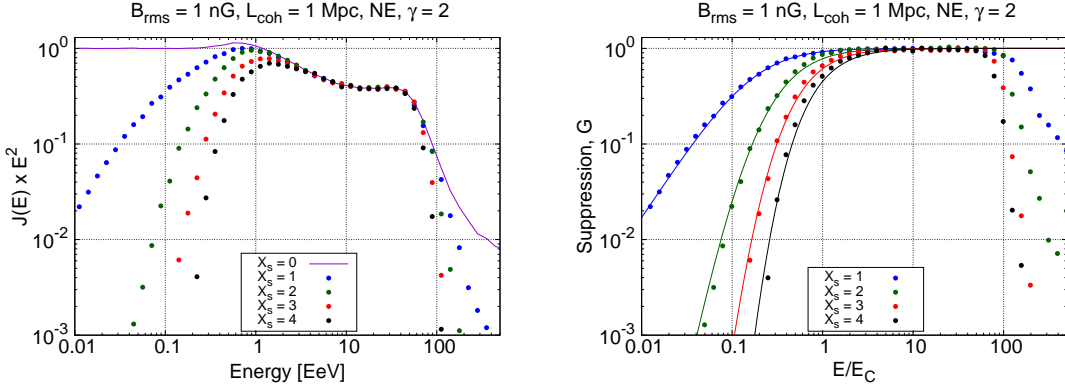 B_rms = 1 nG, L_coh = 1 Mpc, NE, γ = 2
J(E) x E^2
10^0
10^-1
10^-2
10^-3
X_s = 0
X_s = 1
X_s = 2
X_s = 3
X_s = 4
0.01 0.1 1 10 100
Energy [EeV]
B_rms = 1 nG, L_coh = 1 Mpc, NE, γ = 2
Suppression, G
10^0
10^-1
10^-2
10^-3
X_s = 1
X_s = 2
X_s = 3
X_s = 4
0.01 0.1 1 10 100
E/E_C